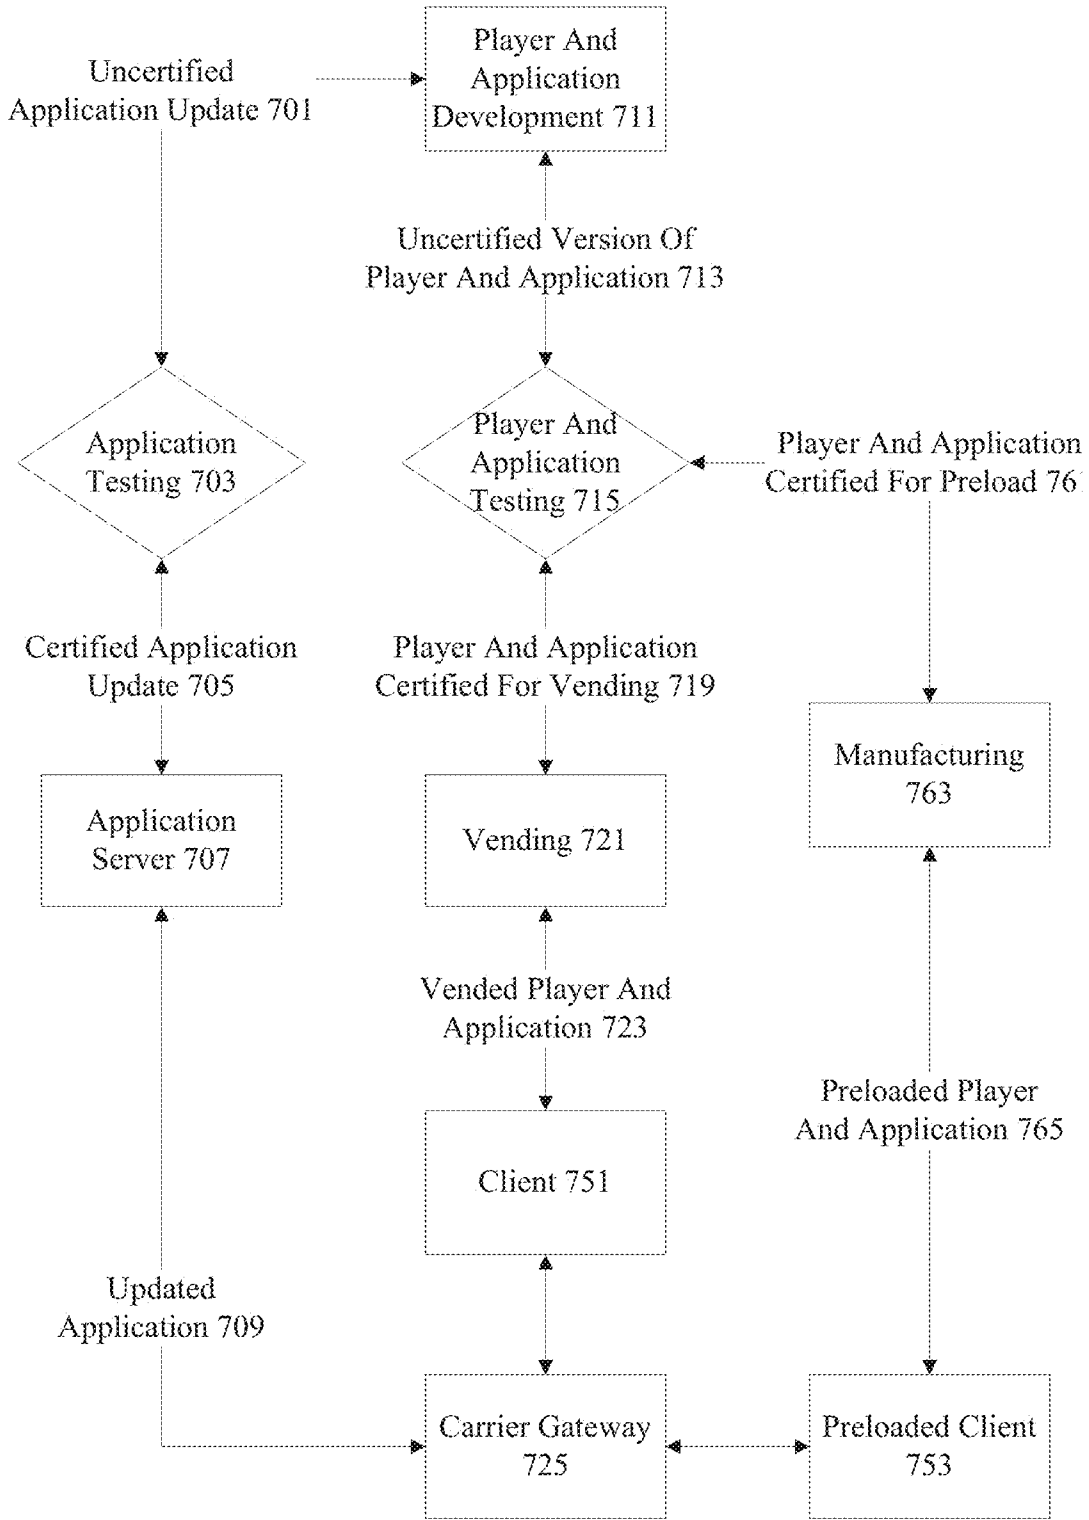 Player And
Application
Development 711
Uncertified
Application Update 701
Uncertified Version Of
Player And Application 713
Application
Testing 703
Player And
Application
Testing 715
Player And Application
Certified For Preload 761
Certified Application
Update 705
Player And Application
Certified For Vending 719
Manufacturing
763
Application
Server 707
Vending 721
Vended Player And
Application 723
Preloaded Player
And Application 765
Client 751
Updated
Application 709
Carrier Gateway
725
Preloaded Client
753